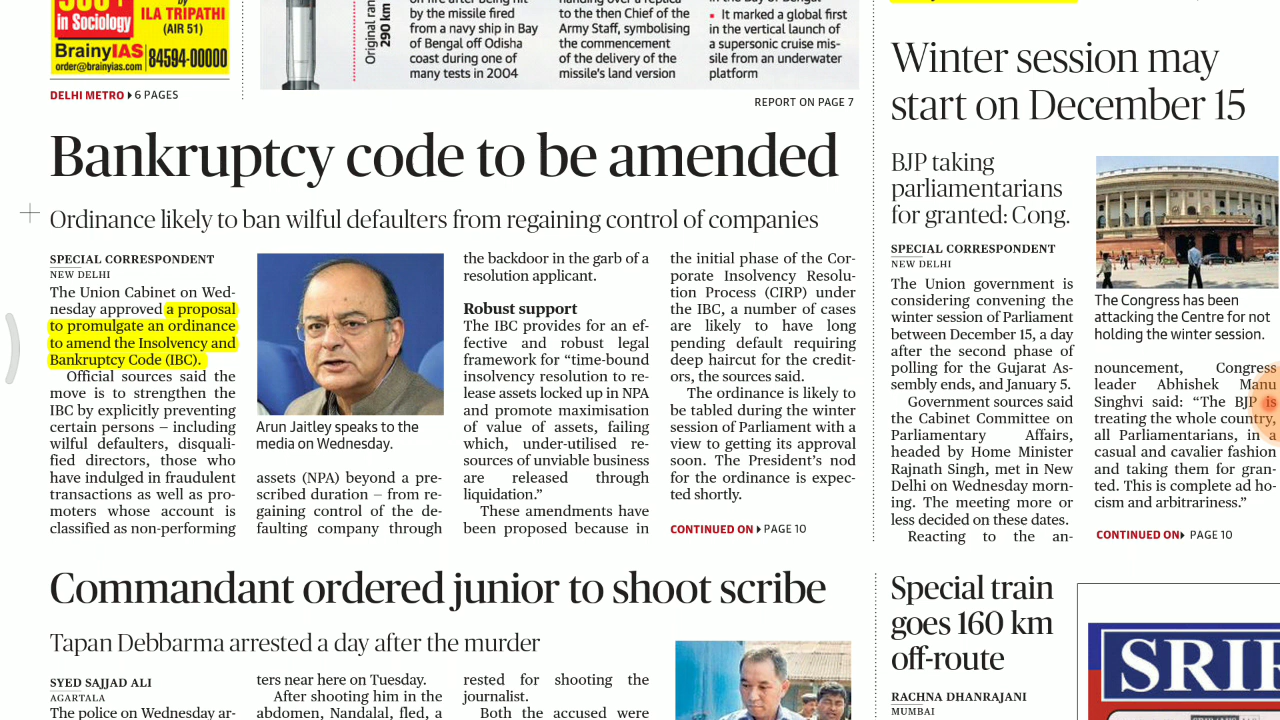 in Sociology
by
ILA TRIPATHI
(AIR 51)
BrainyIAS
order@brainyias.com
84594-00000
DELHI METRO ▸ 6 PAGES
Original ran
290 km
by the missile fired
from a navy ship in Bay
of Bengal off Odisha
coast during one of
many tests in 2004
to the then Chief of the
Army Staff, symbolising
the commencement
of the delivery of the
missile's land version
▪ It marked a global first
in the vertical launch of
a supersonic cruise mis-
sile from an underwater
platform
REPORT ON PAGE 7
Bankruptcy code to be amended
Ordinance likely to ban wilful defaulters from regaining control of companies
SPECIAL CORRESPONDENT
NEW DELHI
The Union Cabinet on Wed-
nesday approved a proposal
to promulgate an ordinance
to amend the Insolvency and
Bankruptcy Code (IBC).
Official sources said the
move is to strengthen the
IBC by explicitly preventing
certain persons – including
wilful defaulters, disquali-
fied directors, those who
have indulged in fraudulent
transactions as well as pro-
moters whose account is
classified as non-performing
Arun Jaitley speaks to the
media on Wednesday.
assets (NPA) beyond a pre-
scribed duration – from re-
gaining control of the de-
faulting company through
the backdoor in the garb of a
resolution applicant.
Robust support
The IBC provides for an ef-
fective and robust legal
framework for “time-bound
insolvency resolution to re-
lease assets locked up in NPA
and promote maximisation
of value of assets, failing
which, under-utilised re-
sources of unviable business
are released through
liquidation.”
These amendments have
been proposed because in
the initial phase of the Cor-
porate Insolvency Resolu-
tion Process (CIRP) under
the IBC, a number of cases
are likely to have long
pending default requiring
deep haircut for the credit-
ors, the sources said.
The ordinance is likely to
be tabled during the winter
session of Parliament with a
view to getting its approval
soon. The President's nod
for the ordinance is expec-
ted shortly.
CONTINUED ON ▸ PAGE 10
Winter session may
start on December 15
BJP taking
parliamentarians
for granted: Cong.
SPECIAL CORRESPONDENT
NEW DELHI
The Union government is
considering convening the
winter session of Parliament
between December 15, a day
after the second phase of
polling for the Gujarat As-
sembly ends, and January 5.
Government sources said
the Cabinet Committee on
Parliamentary Affairs,
headed by Home Minister
Rajnath Singh, met in New
Delhi on Wednesday morn-
ing. The meeting more or
less decided on these dates.
Reacting to the an-
The Congress has been
attacking the Centre for not
holding the winter session.
nouncement, Congress
leader Abhishek Manu
Singhvi said: “The BJP is
treating the whole country,
all Parliamentarians, in a
casual and cavalier fashion
and taking them for gran-
ted. This is complete ad ho-
cism and arbitrariness.”
CONTINUED ON ▸ PAGE 10
Commandant ordered junior to shoot scribe
Tapan Debbarma arrested a day after the murder
SYED SAJJAD ALI
AGARTALA
The police on Wednesday ar-
ters near here on Tuesday.
After shooting him in the
abdomen, Nandalal, fled, a
rested for shooting the
journalist.
Both the accused were
Special train
goes 160 km
off-route
RACHNA DHANRAJANI
MUMBAI
SRI